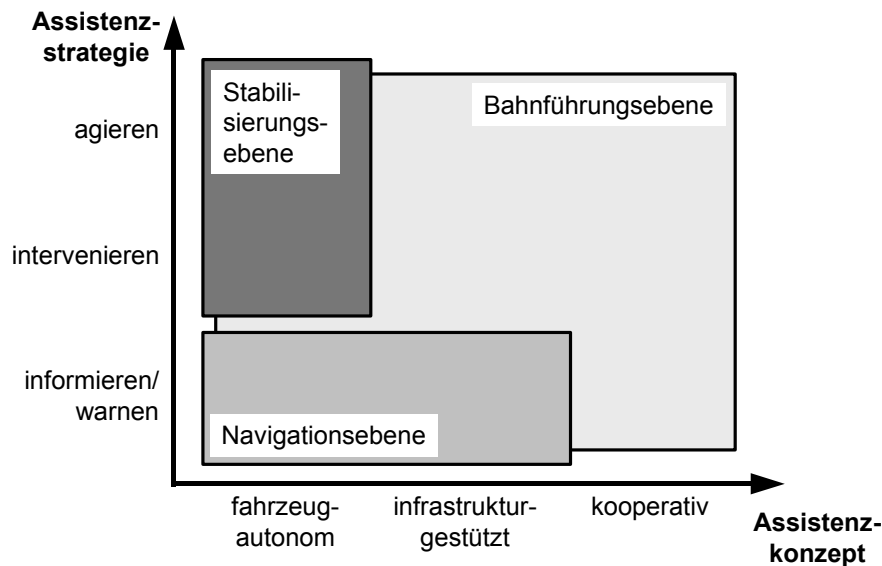 Assistenz-
strategie
agieren
intervenieren
informieren/
warnen
Stabili-
sierungs-
ebene
Bahnführungsebene
Navigationsebene
fahrzeug-
autonom
infrastruktur-
gestützt
kooperativ
Assistenz-
konzept